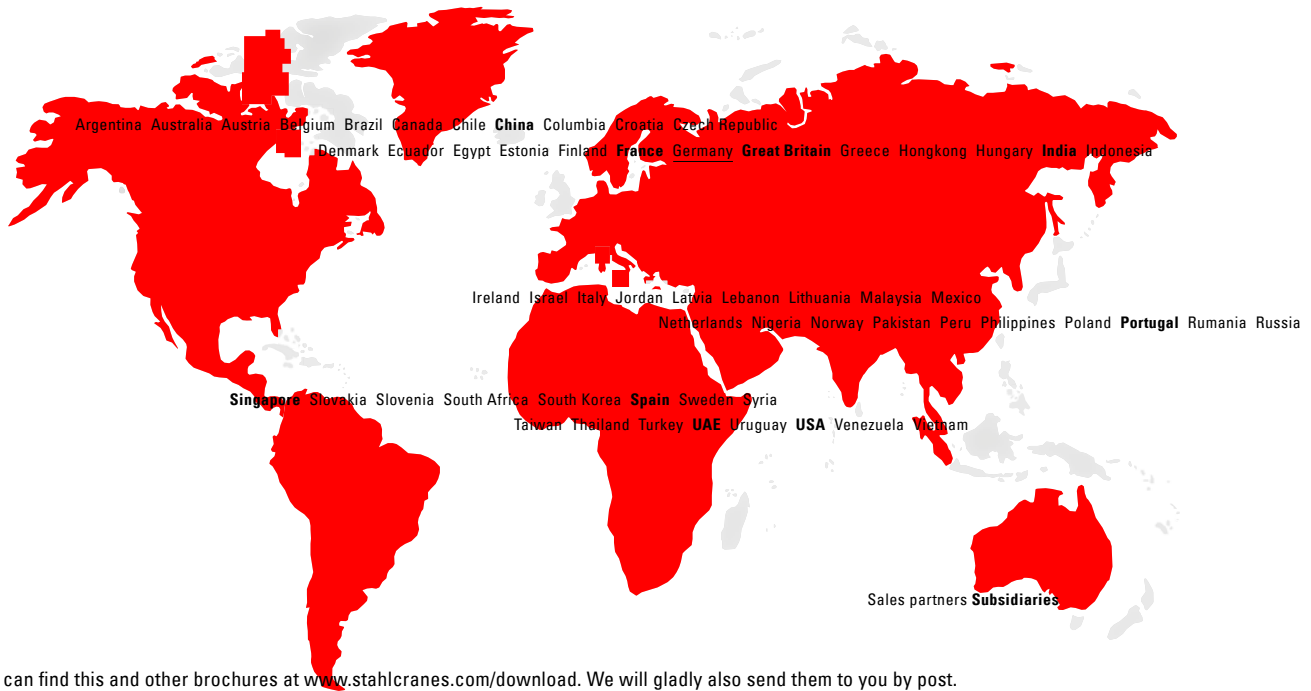 Argentina Australia Austria Belgium Brazil Canada Chile China Columbia Croatia Czech Republic
Denmark Ecuador Egypt Estonia Finland France Germany Great Britain Greece Hongkong Hungary India Indonesia
Ireland Israel Italy Jordan Latvia Lebanon Lithuania Malaysia Mexico
Netherlands Nigeria Norway Pakistan Peru Philippines Poland Portugal Rumania Russia
Singapore Slovakia Slovenia South Africa South Korea Spain Sweden Syria
Taiwan Thailand Turkey UAE Uruguay USA Venezuela Vietnam
Sales partners Subsidiaries
can find this and other brochures at www.stahlcranes.com/download. We will gladly also send them to you by post.